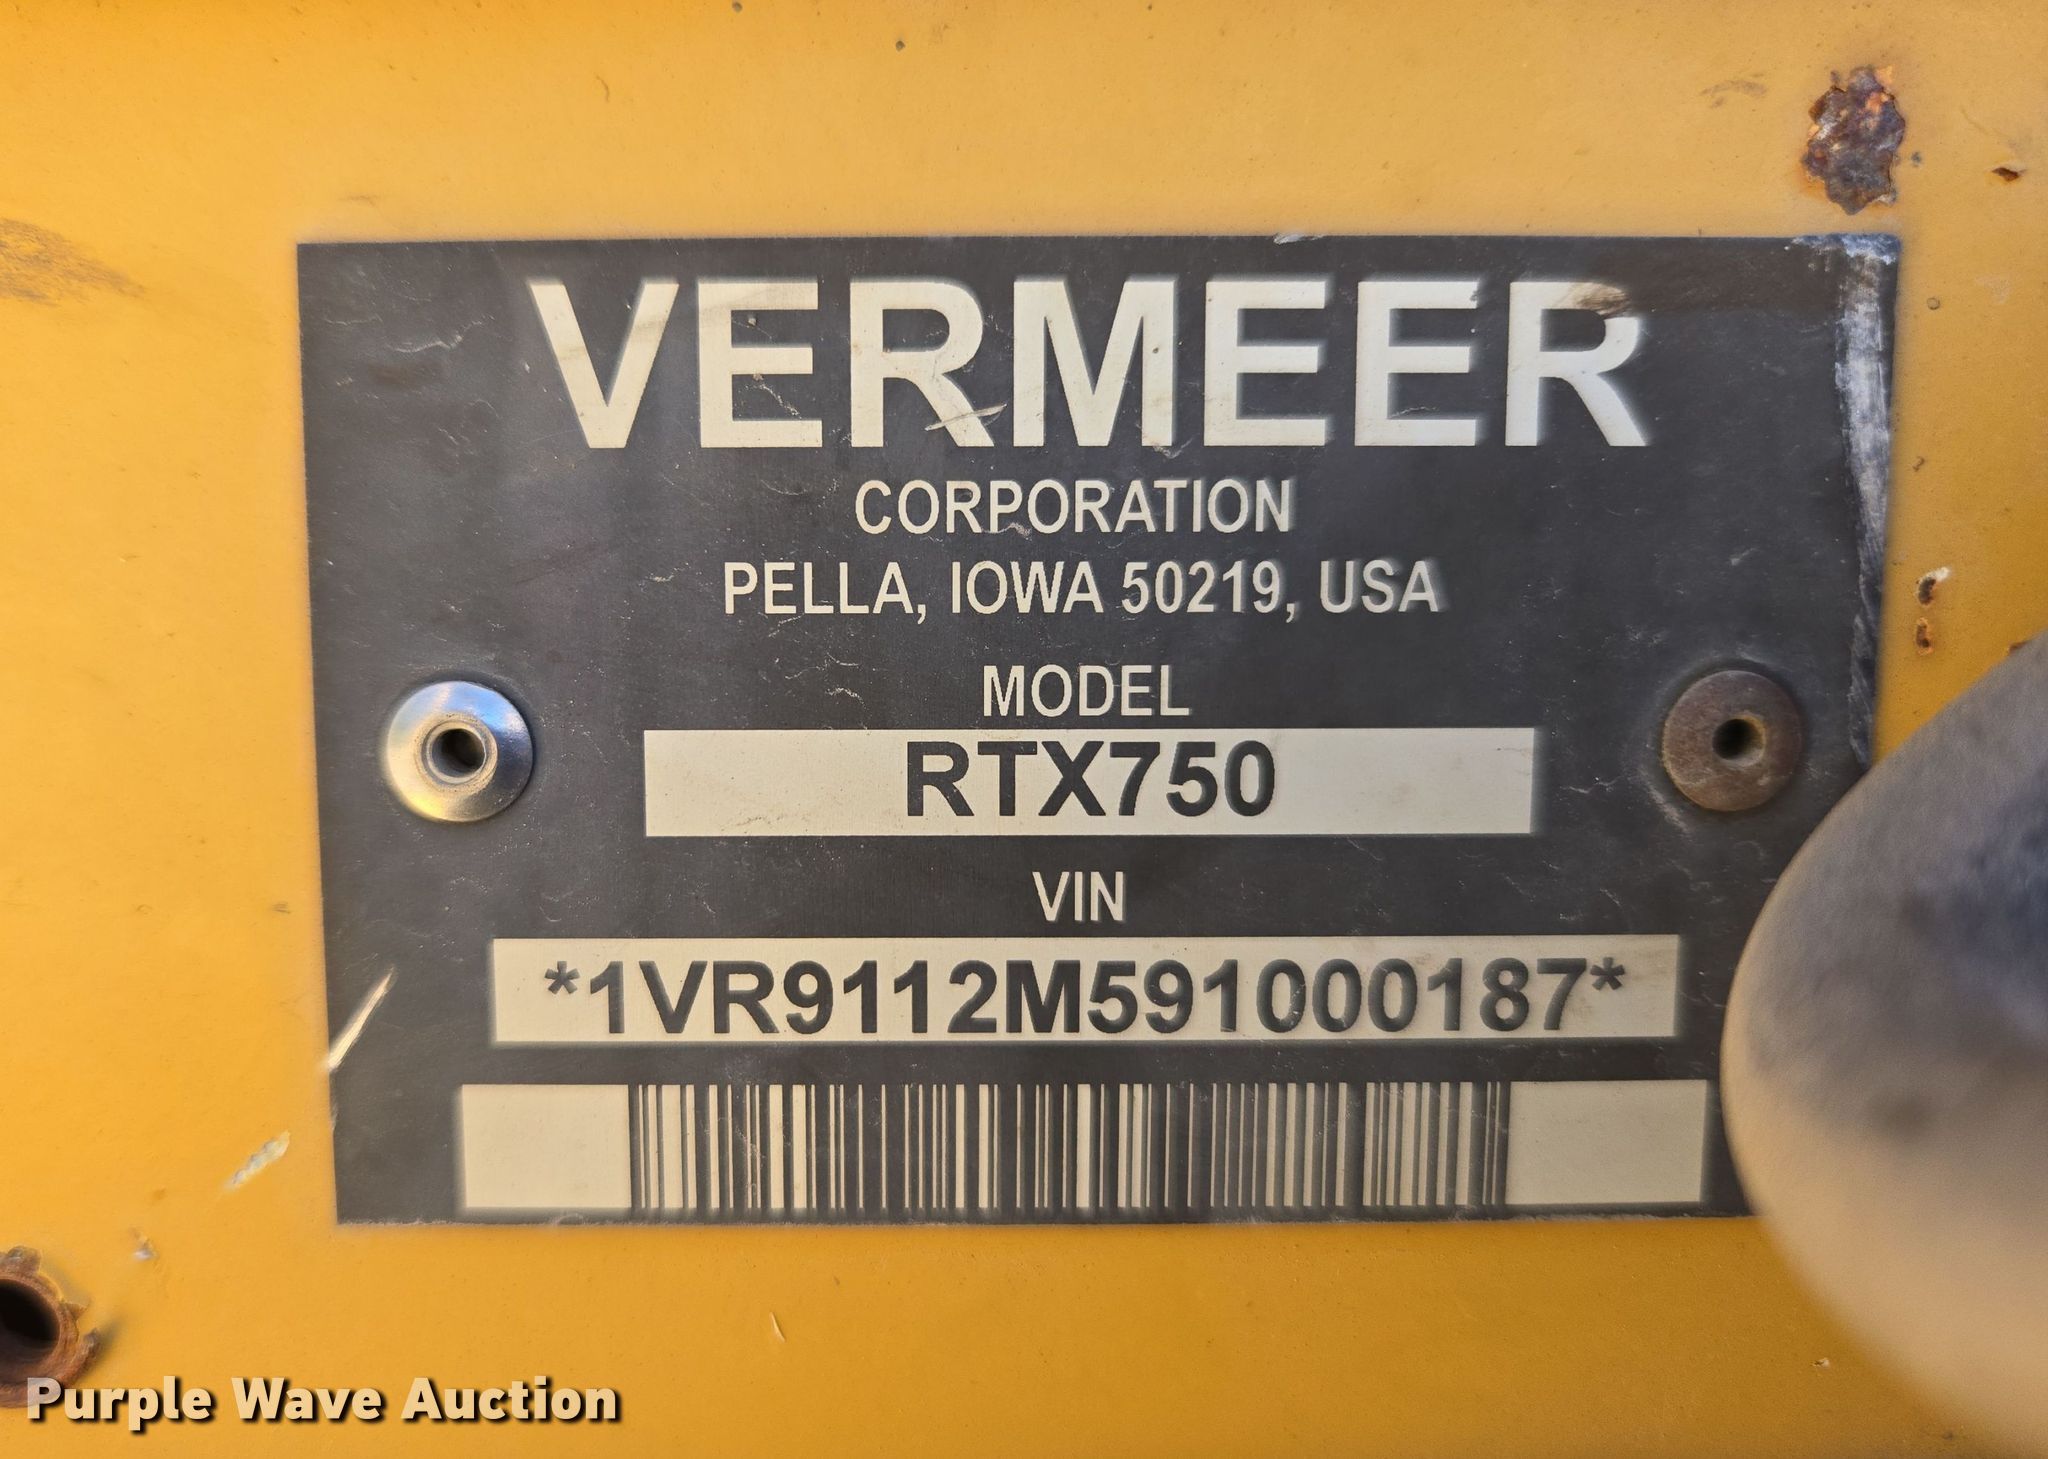 VERMEER
CORPORATION
PELLA, IOWA 50219, USA
MODEL
RTX750
VIN
*1VR9112M591000187*
Purple Wave Auction